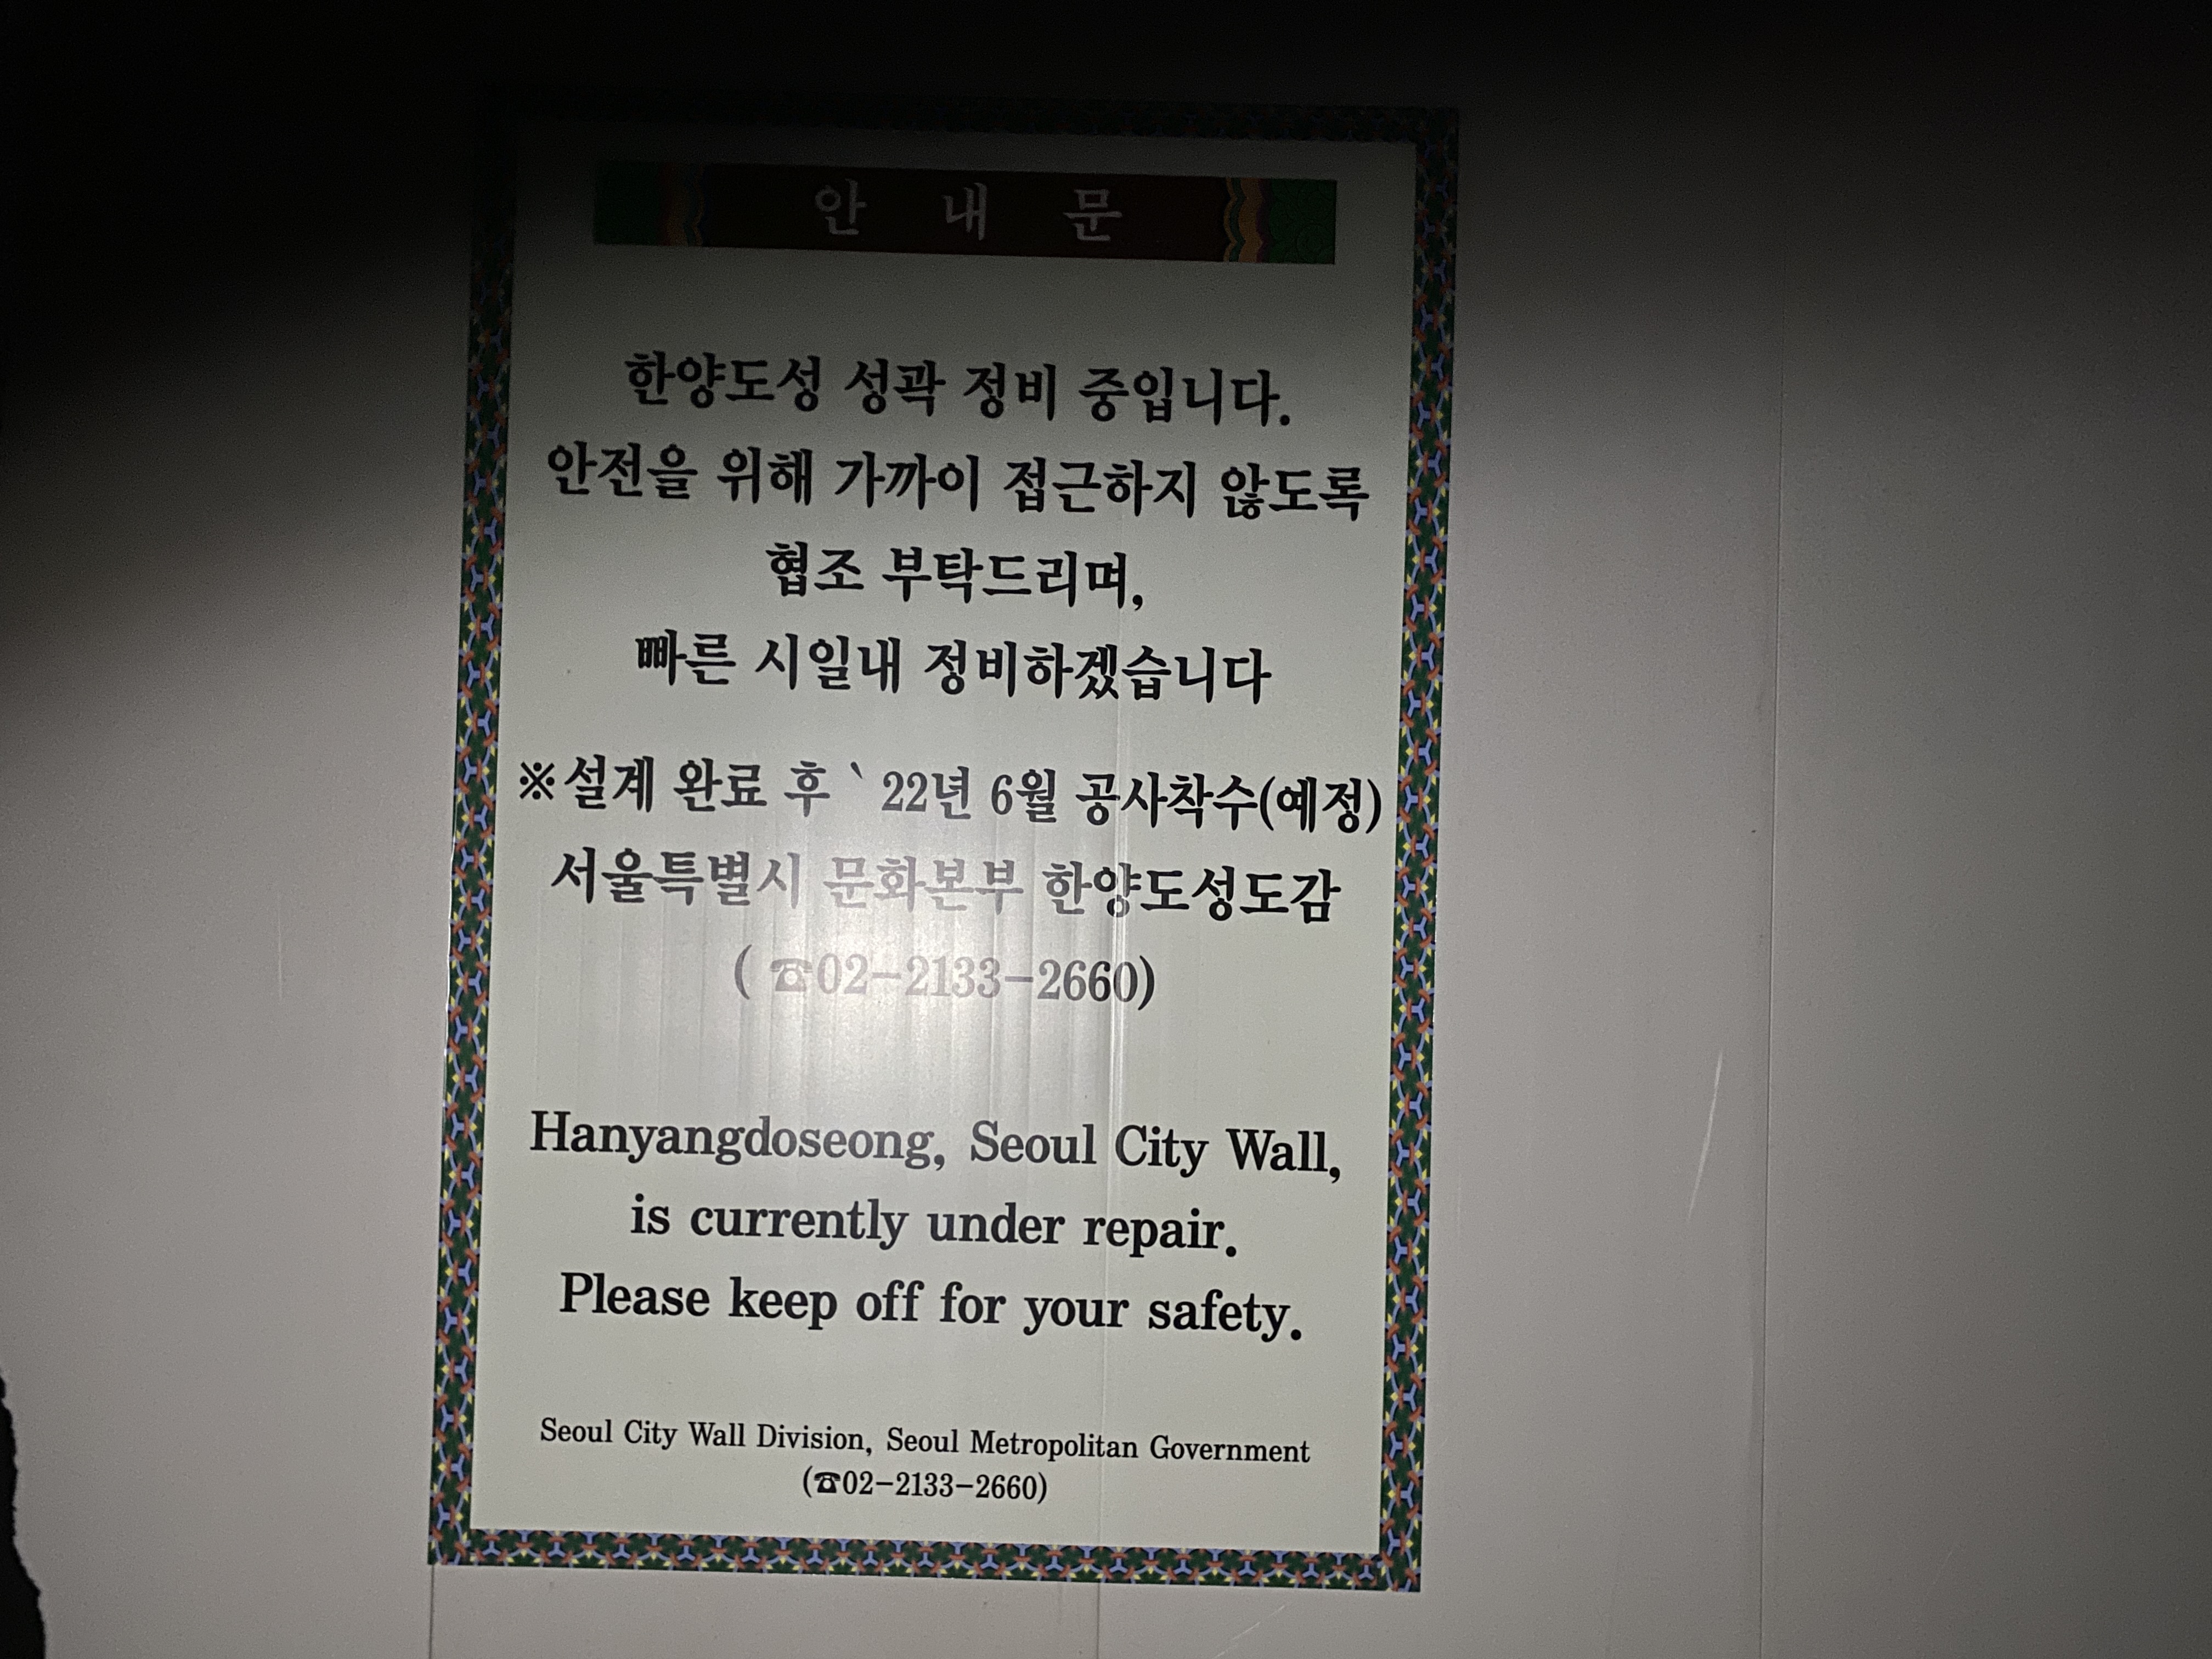 안 내 문
한양도성 성곽 정비 중입니다.
안전을 위해 가까이 접근하지 않도록
협조 부탁드리며,
빠른 시일내 정비하겠습니다
※설계 완료 후 `22년 6월 공사착수(예정)
서울특별시 문화본부 한양도성도감
( ☎02-2133-2660)
Hanyangdoseong, Seoul City Wall,
is currently under repair.
Please keep off for your safety.
Seoul City Wall Division, Seoul Metropolitan Government
(☎02-2133-2660)